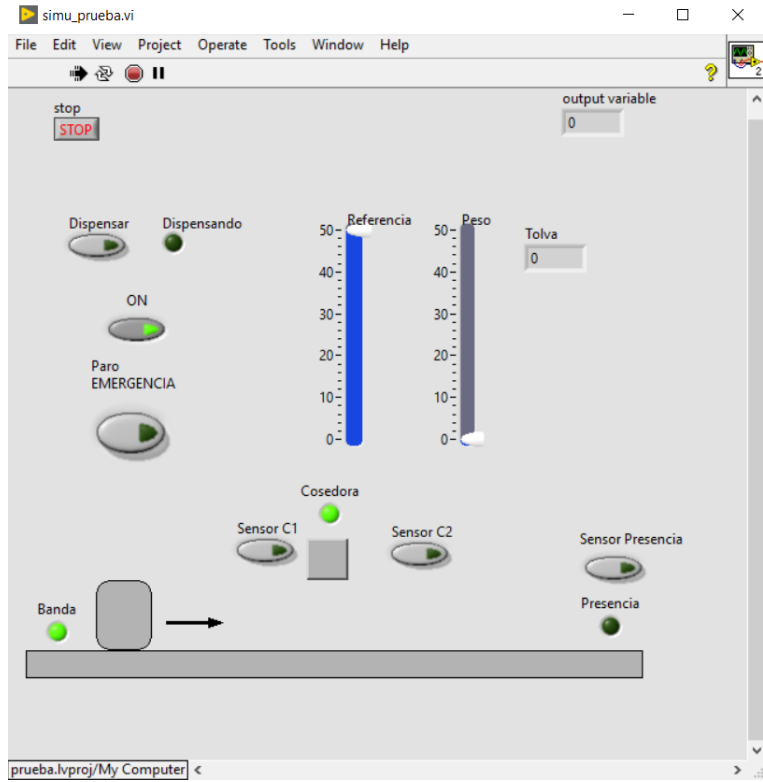 simu_prueba.vi
File Edit View Project Operate Tools Window Help
2
stop
STOP
output variable
0
Dispensar
Dispensando
Referencia
50
40
30
20
10
0
Peso
50
40
30
20
10
0
Tolva
0
ON
Paro
EMERGENCIA
Cosedora
Sensor C1
Sensor C2
Sensor Presencia
Banda
Presencia
prueba.lvproj/My Computer